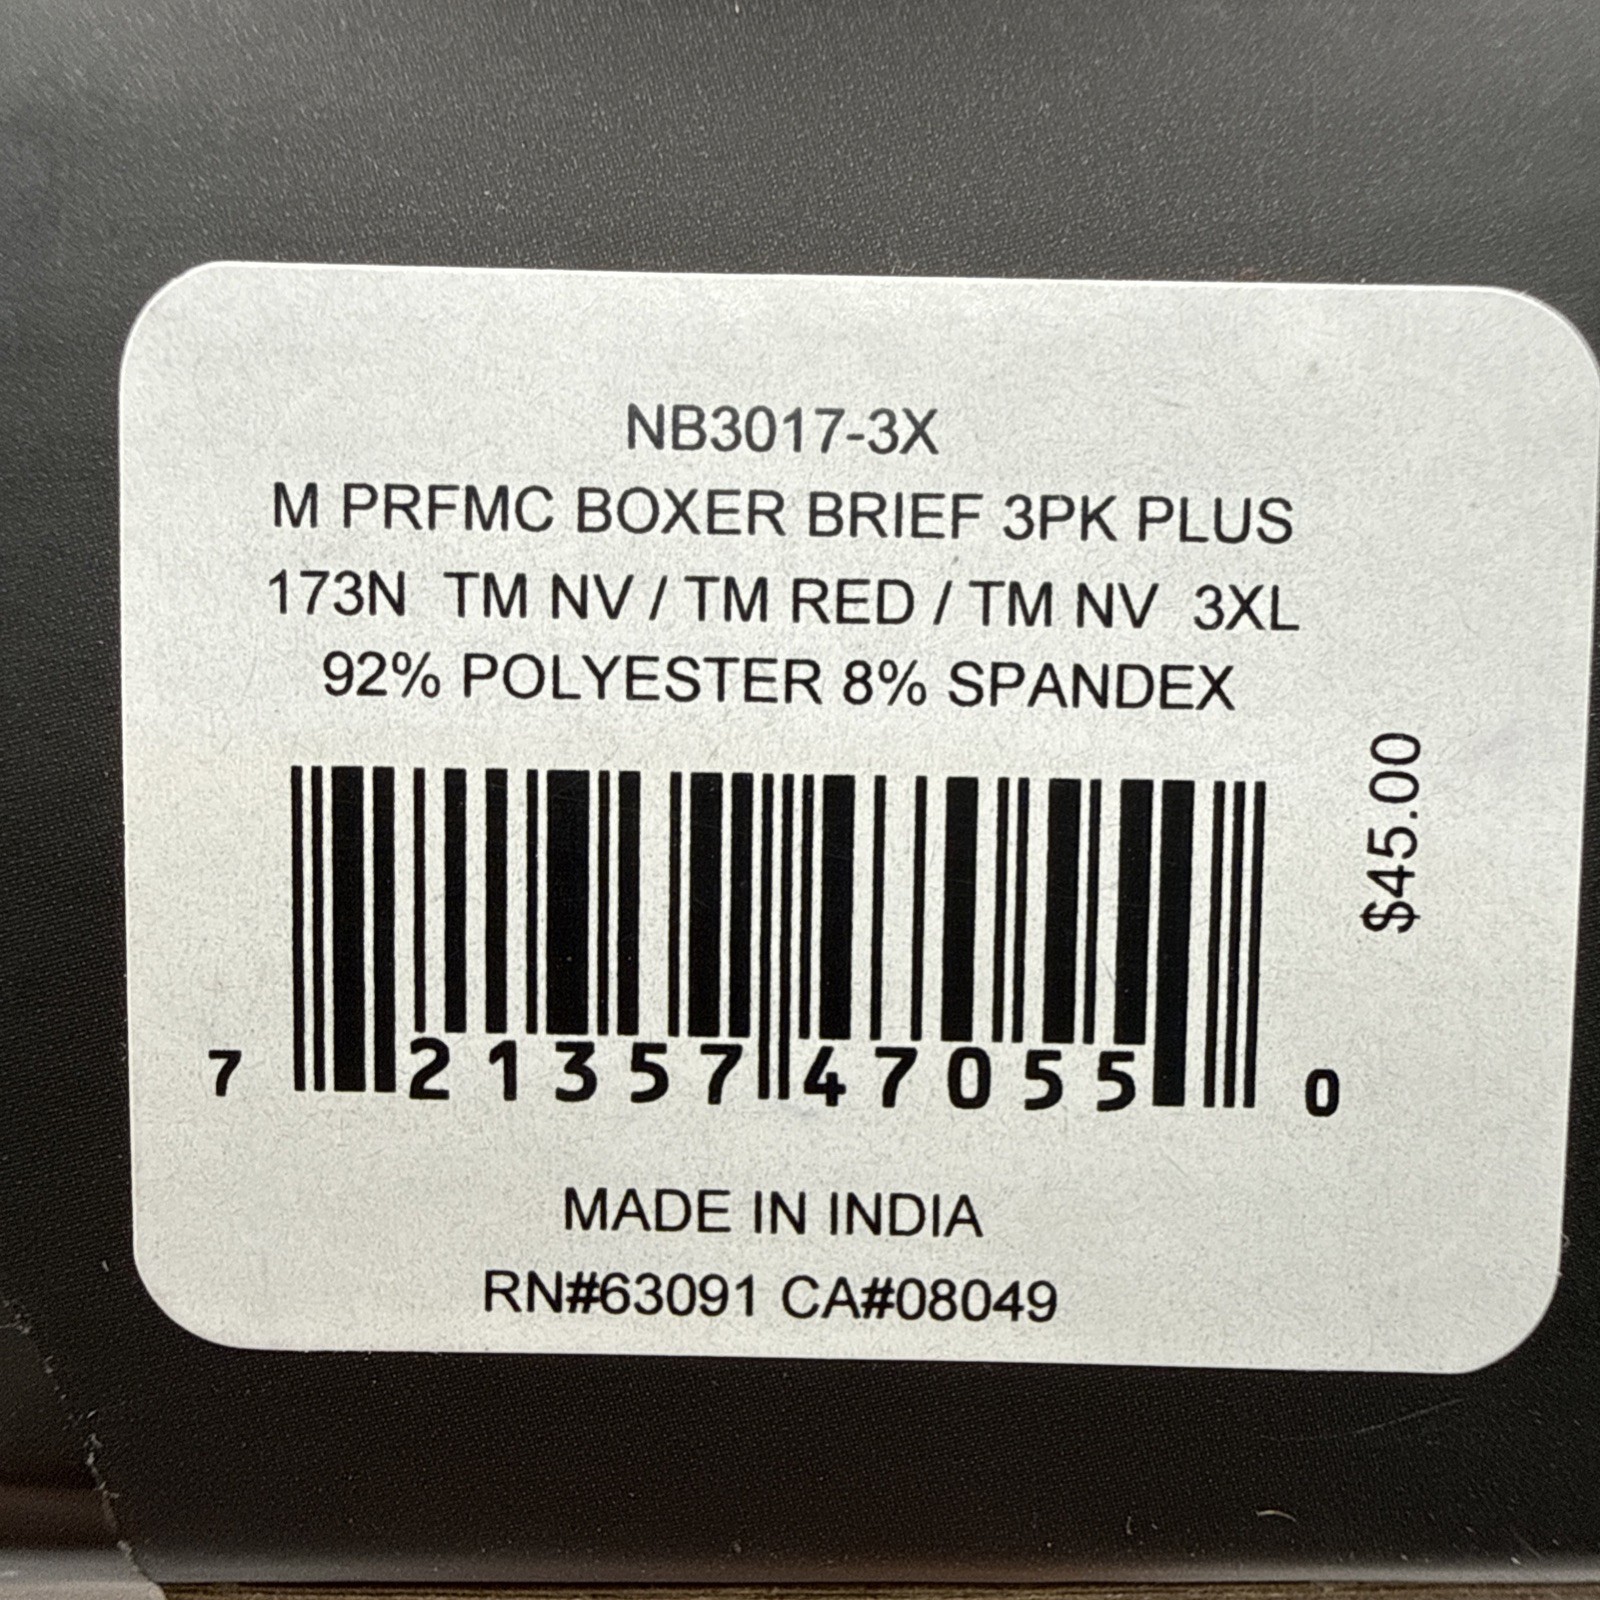 NB3017-3X
M PRFMC BOXER BRIEF 3PK PLUS
173N TM NV / TM RED / TM NV 3XL
92% POLYESTER 8% SPANDEX
$45.00
7 21357 47055 0
MADE IN INDIA
RN#63091 CA#08049